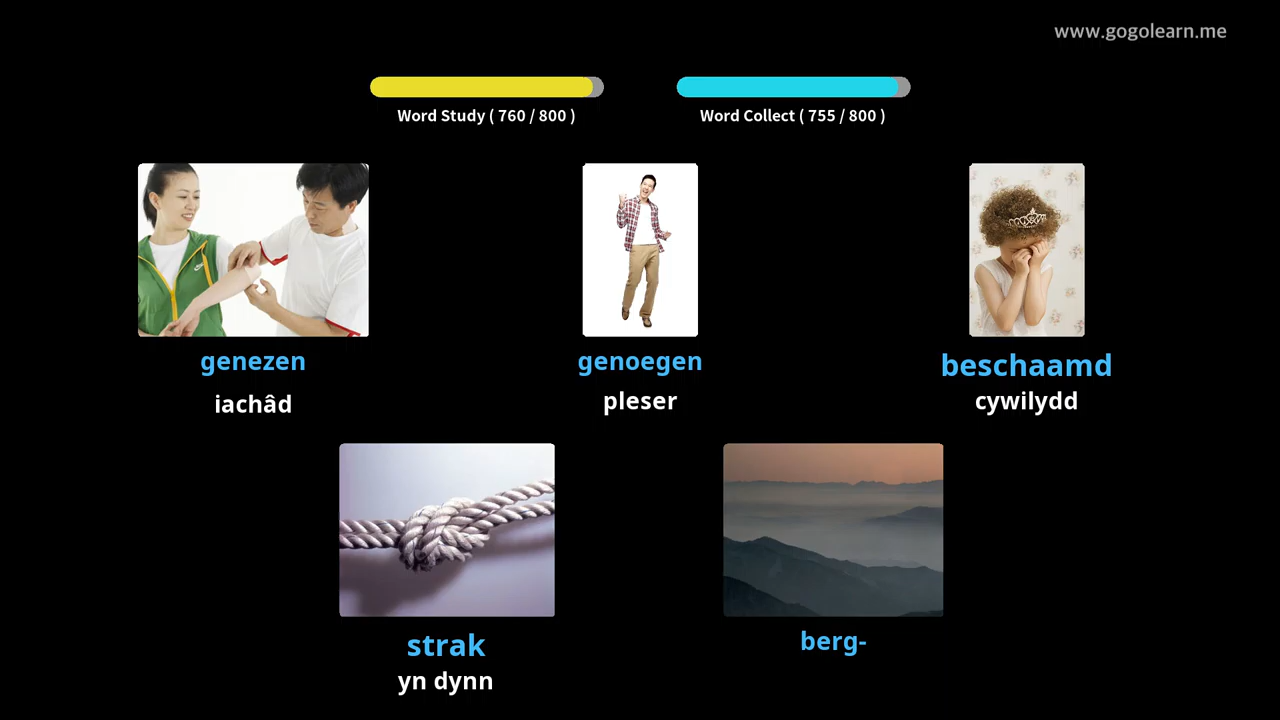 www.gogolearn.me
Word Study ( 760 / 800 )
Word Collect ( 755 / 800 )
genezen
iachâd
genoegen
pleser
beschaamd
cywilydd
strak
yn dynn
berg-